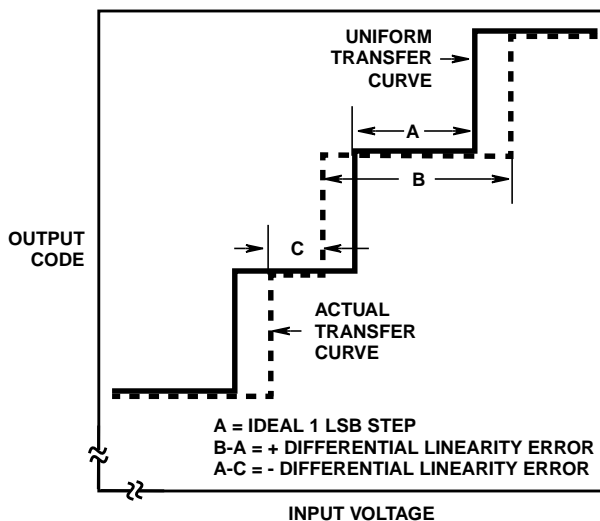 UNIFORM
TRANSFER
CURVE
A
B
OUTPUT
CODE
C
ACTUAL
TRANSFER
CURVE
A = IDEAL 1 LSB STEP
B-A = + DIFFERENTIAL LINEARITY ERROR
A-C = - DIFFERENTIAL LINEARITY ERROR
INPUT VOLTAGE